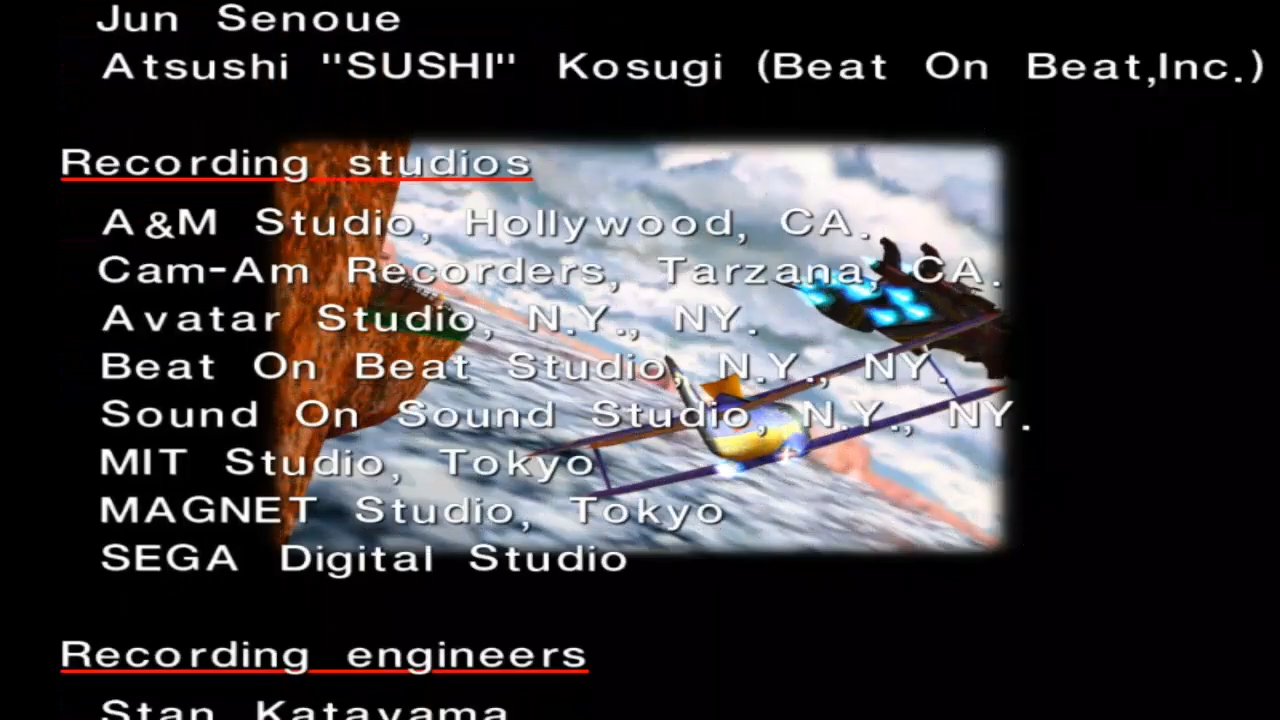 Jun Senoue
Atsushi "SUSHI" Kosugi (Beat On Beat,Inc.)
Recording studios
A&M Studio, Hollywood, CA.
Cam-Am Recorders, Tarzana, CA.
Avatar Studio, N.Y., NY.
Beat On Beat Studio, N.Y., NY.
Sound On Sound Studio, N.Y., NY.
MIT Studio, Tokyo
MAGNET Studio, Tokyo
SEGA Digital Studio
Recording engineers
Stan Katayama